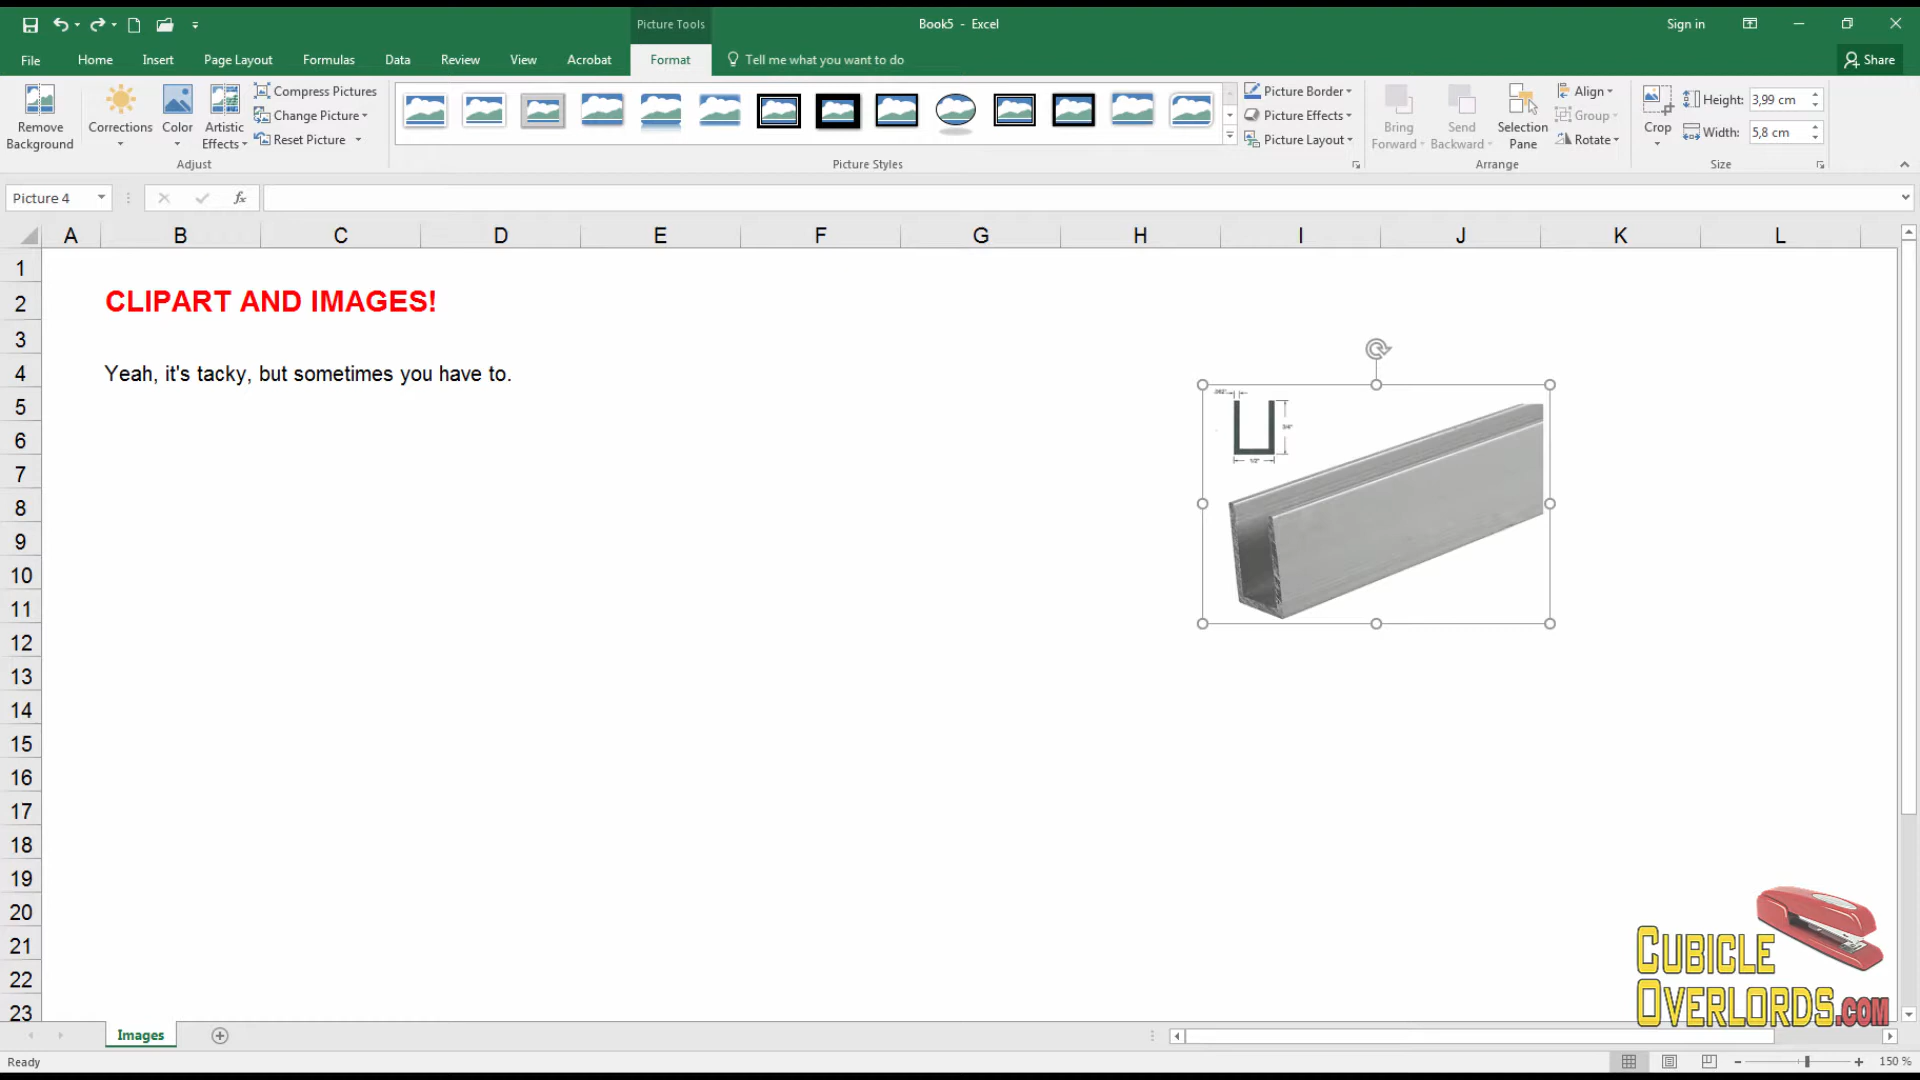 Picture Tools
Book5 - Excel
Sign in
File
Home
Insert
Page Layout
Formulas
Data
Review
View
Acrobat
Format
Tell me what you want to do
Share
Remove
Background
Corrections
Color
Artistic
Effects
Compress Pictures
Change Picture
Reset Picture
Adjust
Picture Styles
Picture Border
Picture Effects
Picture Layout
Bring
Forward
Send
Backward
Selection
Pane
Align
Group
Rotate
Arrange
Crop
Height: 3,99 cm
Width: 5,8 cm
Size
Picture 4
fx
A B C D E F G H I J K L
1
2 CLIPART AND IMAGES!
3
4 Yeah, it's tacky, but sometimes you have to.
5
6
7
8
9
10
11
12
13
14
15
16
17
18
19
20
21
22
23
3/4"
1/2"
CUBICLE
OVERLORDS.COM
Images
Ready
150 %